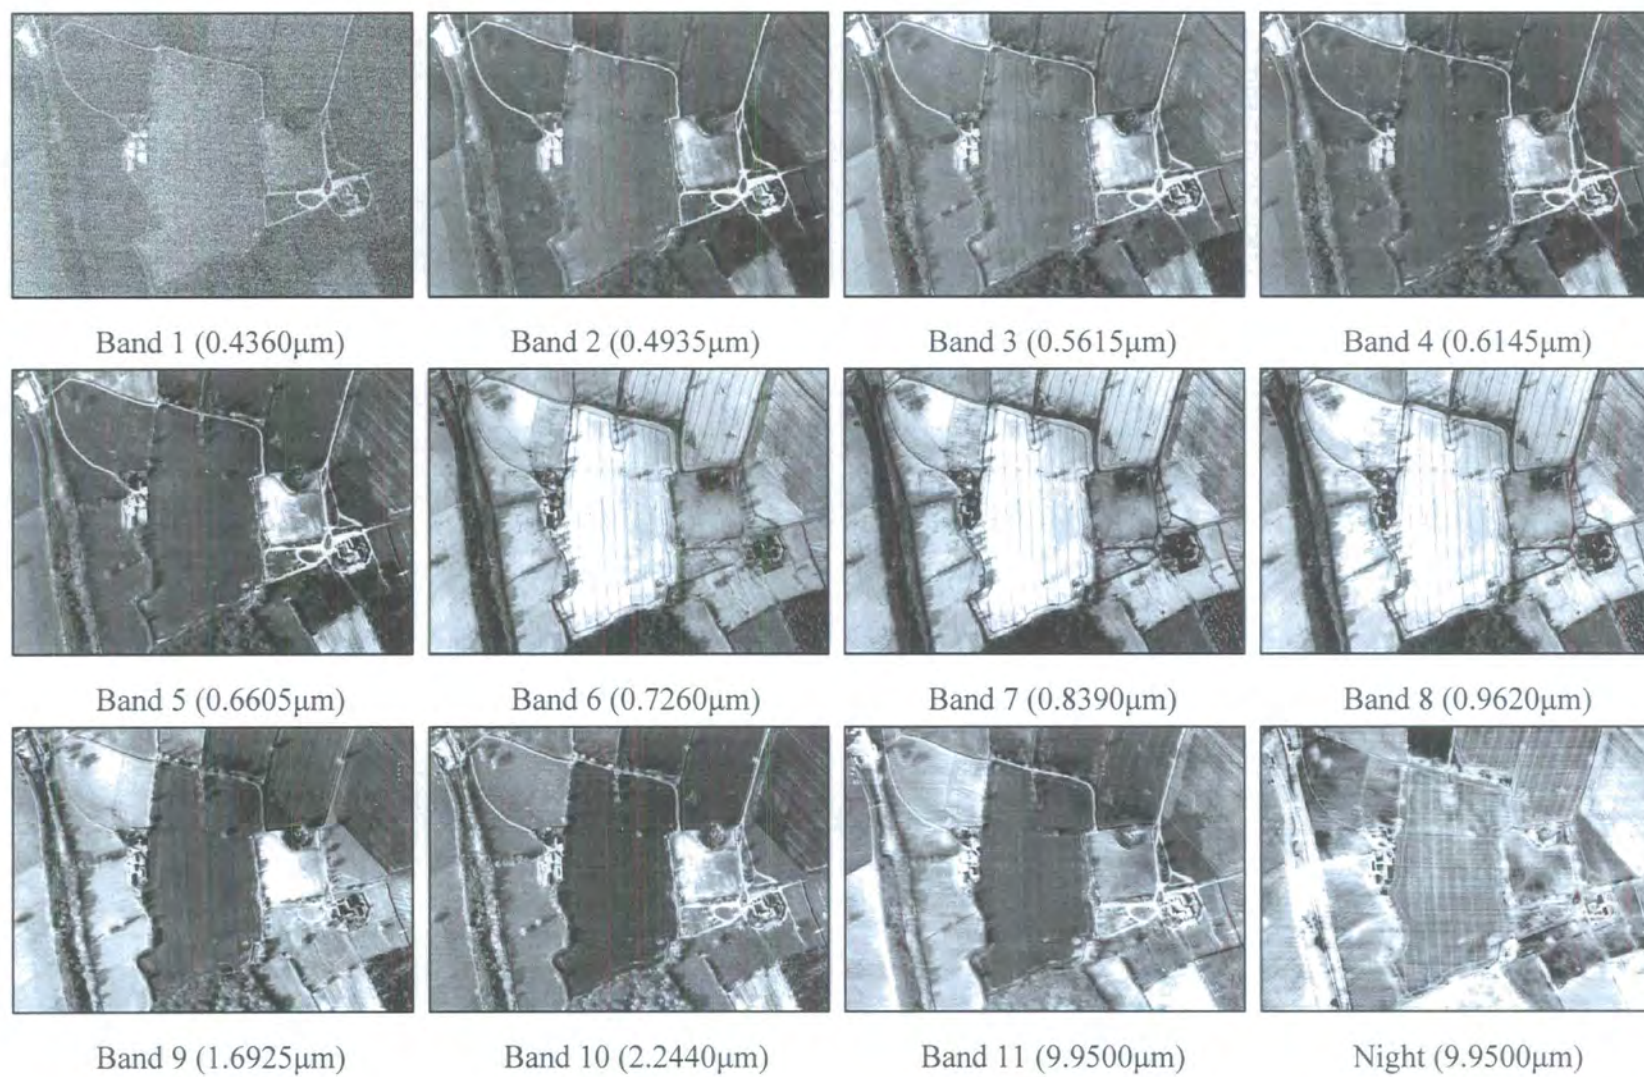 Band 1 (0.4360μm) Band 2 (0.4935μm) Band 3 (0.5615μm) Band 4 (0.6145μm)
Band 5 (0.6605μm) Band 6 (0.7260μm) Band 7 (0.8390μm) Band 8 (0.9620μm)
Band 9 (1.6925μm) Band 10 (2.2440μm) Band 11 (9.9500μm) Night (9.9500μm)